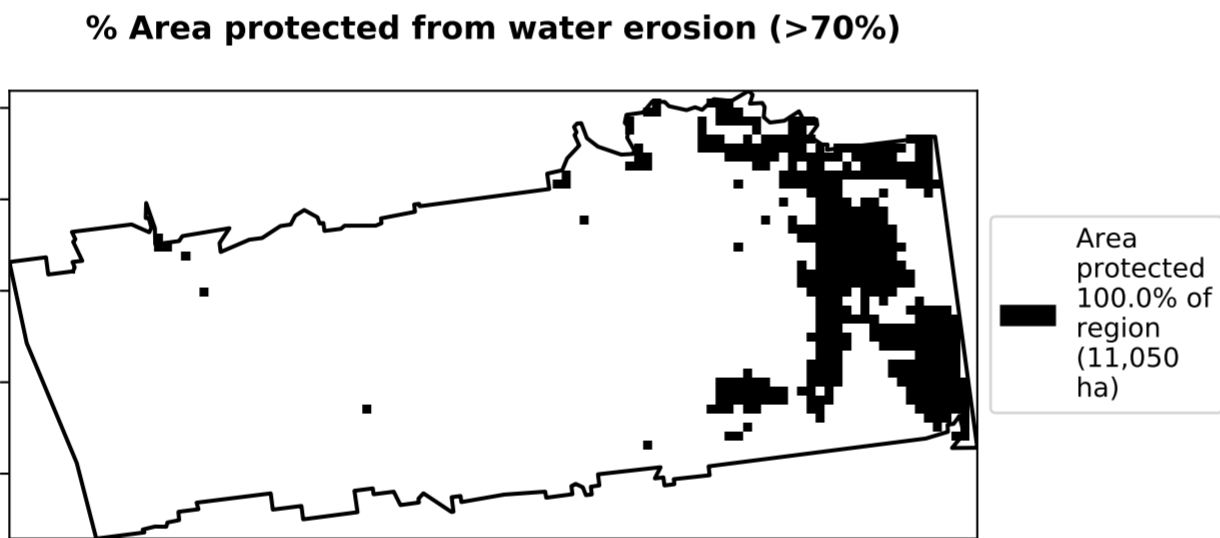 % Area protected from water erosion (>70%)
Area
protected
100.0% of
region
(11,050
ha)